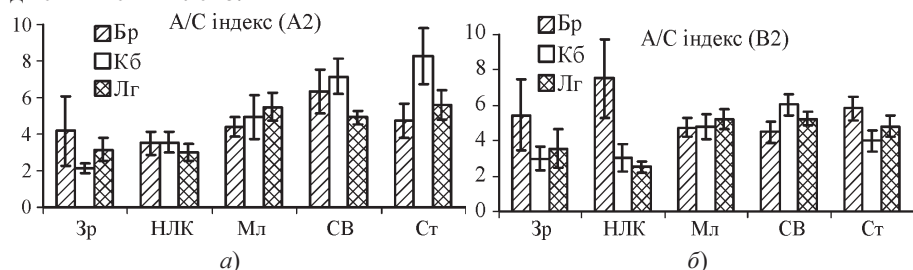 А/С індекс (А2)
10
8
6
4
2
0
Бр
Кб
Лг
Зр НЛК Мл СВ Ст
а)
А/С індекс (В2)
10
8
6
4
2
0
Бр
Кб
Лг
Зр НЛК Мл СВ Ст
б)